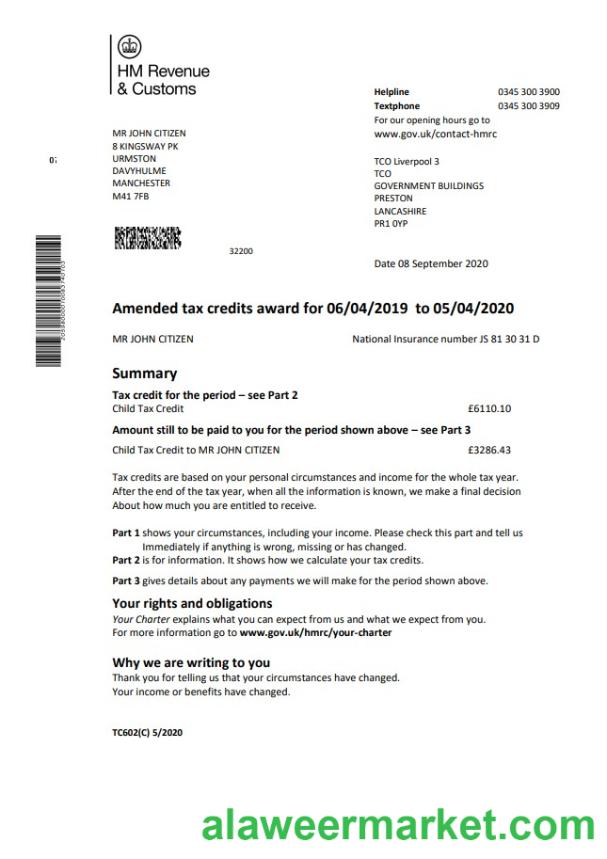 HM Revenue
& Customs
Helpline 0345 300 3900
Textphone 0345 300 3909
For our opening hours go to
www.gov.uk/contact-hmrc
MR JOHN CITIZEN
8 KINGSWAY PK
URMSTON
DAVYHULME
MANCHESTER
M41 7FB
TCO Liverpool 3
TCO
GOVERNMENT BUILDINGS
PRESTON
LANCASHIRE
PR1 0YP
32200
Date 08 September 2020
Amended tax credits award for 06/04/2019 to 05/04/2020
MR JOHN CITIZEN National Insurance number JS 81 30 31 D
Summary
Tax credit for the period – see Part 2
Child Tax Credit £6110.10
Amount still to be paid to you for the period shown above – see Part 3
Child Tax Credit to MR JOHN CITIZEN £3286.43
Tax credits are based on your personal circumstances and income for the whole tax year.
After the end of the tax year, when all the information is known, we make a final decision
About how much you are entitled to receive.
Part 1 shows your circumstances, including your income. Please check this part and tell us
Immediately if anything is wrong, missing or has changed.
Part 2 is for information. It shows how we calculate your tax credits.
Part 3 gives details about any payments we will make for the period shown above.
Your rights and obligations
Your Charter explains what you can expect from us and what we expect from you.
For more information go to www.gov.uk/hmrc/your-charter
Why we are writing to you
Thank you for telling us that your circumstances have changed.
Your income or benefits have changed.
TC602(C) 5/2020
alaweermarket.com